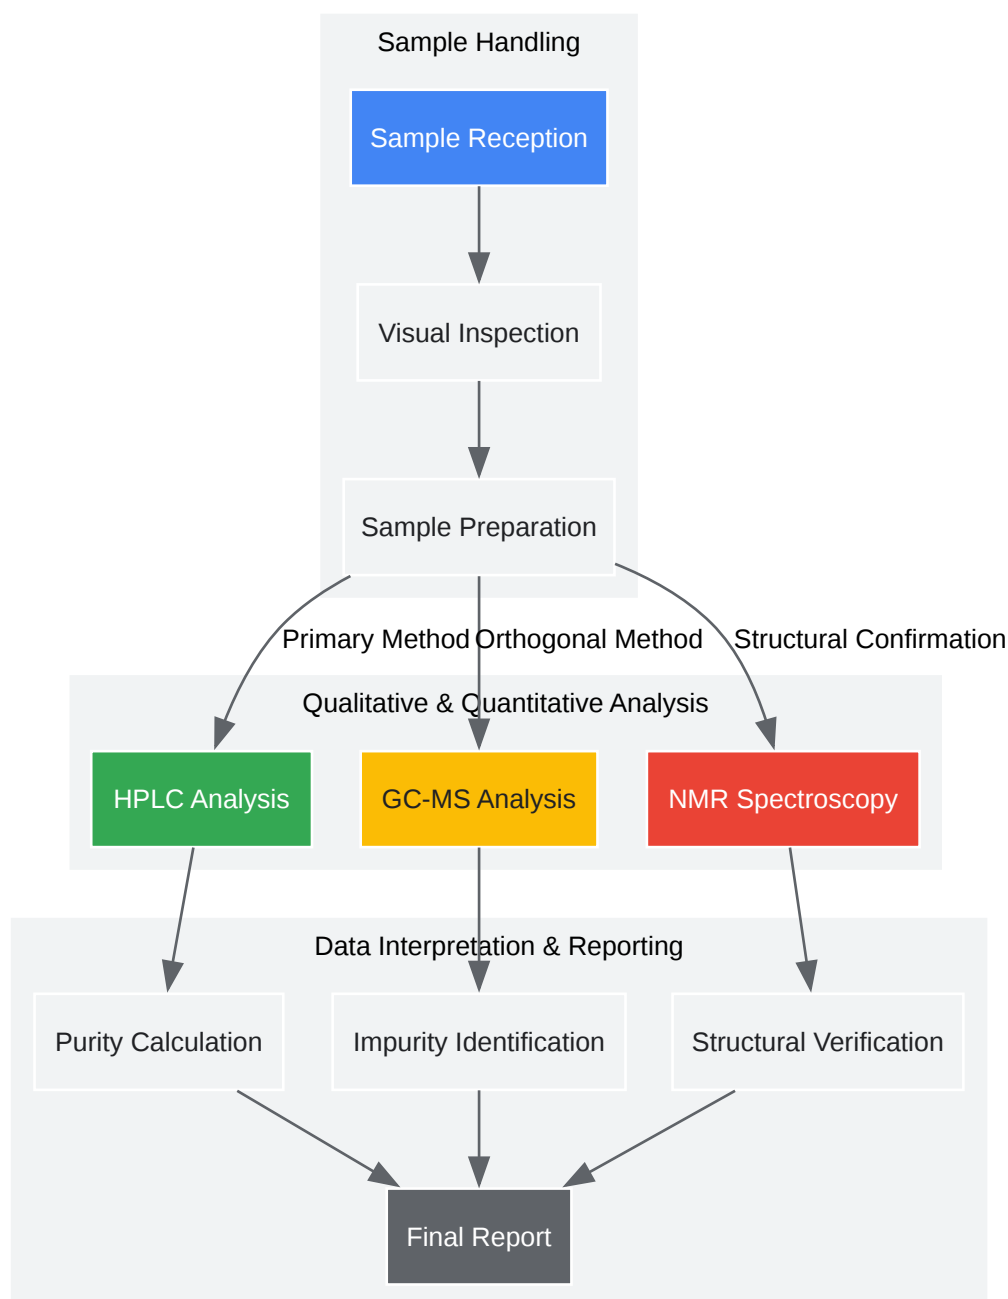 Sample Handling
Sample Reception
Visual Inspection
Sample Preparation
Primary Method
Orthogonal Method
Structural Confirmation
Qualitative & Quantitative Analysis
HPLC Analysis
GC-MS Analysis
NMR Spectroscopy
Data Interpretation & Reporting
Purity Calculation
Impurity Identification
Structural Verification
Final Report